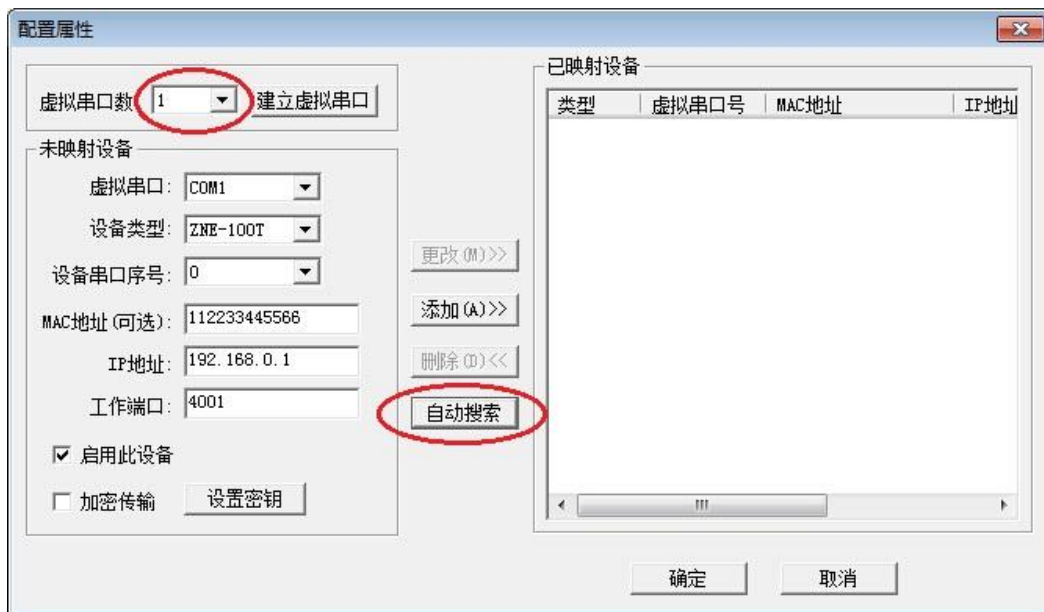 配置属性
虚拟串口数 1 建立虚拟串口
未映射设备
虚拟串口: COM1
设备类型: ZNE-100T
设备串口序号: 0
MAC地址(可选): 112233445566
IP地址: 192.168.0.1
工作端口: 4001
启用此设备
加密传输 设置密钥
更改(M)>>
添加(A)>>
删除(D)<<
自动搜索
已映射设备
类型 虚拟串口号 MAC地址 IP地址
确定 取消